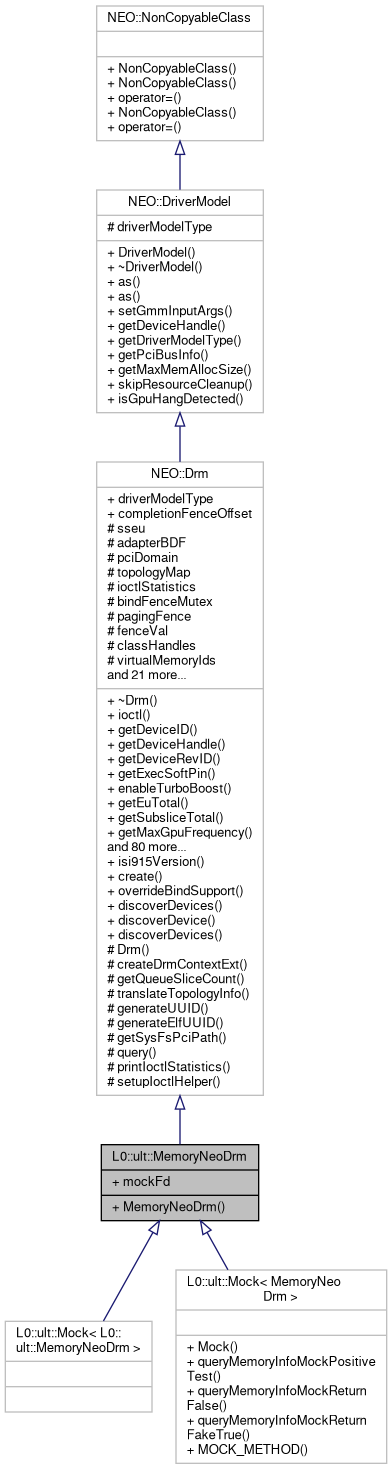 NEO::NonCopyableClass
+ NonCopyableClass()
+ NonCopyableClass()
+ operator=()
+ NonCopyableClass()
+ operator=()
NEO::DriverModel
# driverModelType
+ DriverModel()
+ ~DriverModel()
+ as()
+ as()
+ setGmmInputArgs()
+ getDeviceHandle()
+ getDriverModelType()
+ getPciBusInfo()
+ getMaxMemAllocSize()
+ skipResourceCleanup()
+ isGpuHangDetected()
NEO::Drm
+ driverModelType
+ completionFenceOffset
# sseu
# adapterBDF
# pciDomain
# topologyMap
# ioctlStatistics
# bindFenceMutex
# pagingFence
# fenceVal
# classHandles
# virtualMemoryIds
and 21 more...
+ ~Drm()
+ ioctl()
+ getDeviceID()
+ getDeviceHandle()
+ getDeviceRevID()
+ getExecSoftPin()
+ enableTurboBoost()
+ getEuTotal()
+ getSubsliceTotal()
+ getMaxGpuFrequency()
and 80 more...
+ isi915Version()
+ create()
+ overrideBindSupport()
+ discoverDevices()
+ discoverDevice()
+ discoverDevices()
# Drm()
# createDrmContextExt()
# getQueueSliceCount()
# translateTopologyInfo()
# generateUUID()
# generateElfUUID()
# getSysFsPciPath()
# query()
# printIoctlStatistics()
# setupIoctlHelper()
L0::ult::MemoryNeoDrm
+ mockFd
+ MemoryNeoDrm()
L0::ult::Mock< L0::
ult::MemoryNeoDrm >
L0::ult::Mock< MemoryNeo
Drm >
+ Mock()
+ queryMemoryInfoMockPositive
Test()
+ queryMemoryInfoMockReturn
False()
+ queryMemoryInfoMockReturn
FakeTrue()
+ MOCK_METHOD()